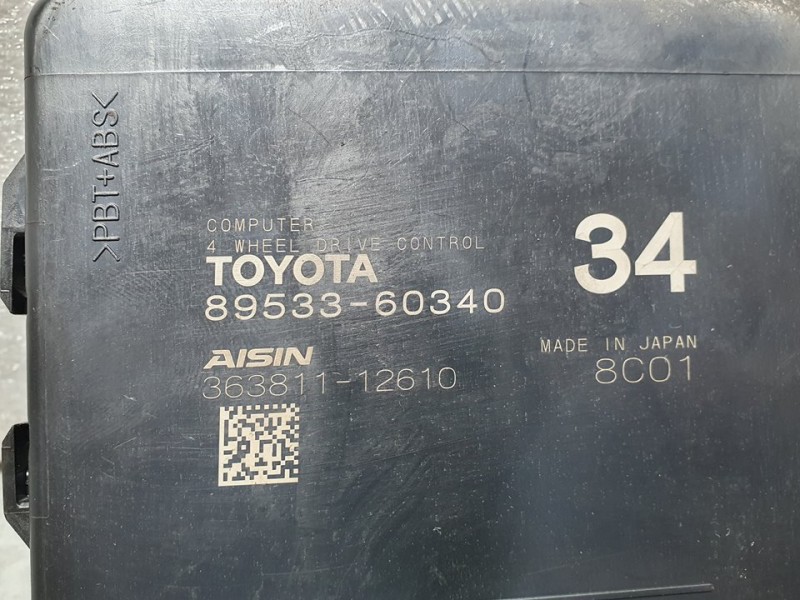 >PBT+ABS<
COMPUTER
4 WHEEL DRIVE CONTROL
TOYOTA
89533-60340
34
AISIN
363811-12610
MADE IN JAPAN
8C01